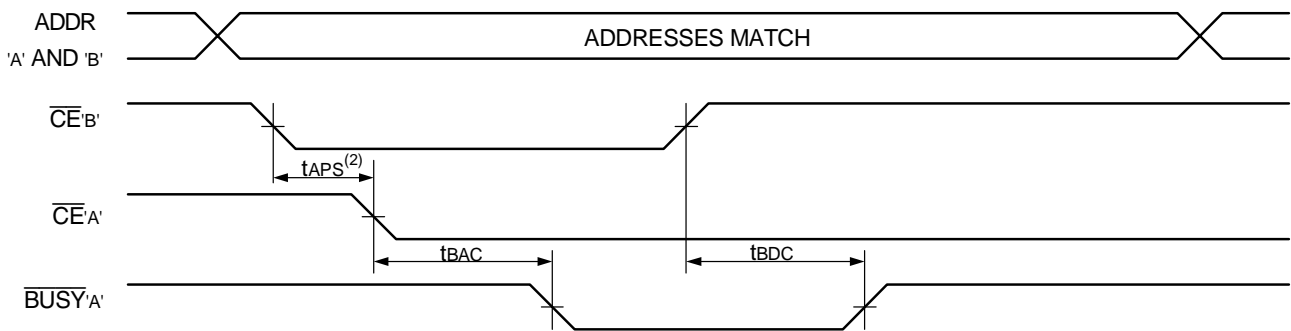 ADDR
'A' AND 'B'
ADDRESSES MATCH
CE'B'
tAPS(2)
CE'A'
tBAC
tBDC
BUSY'A'